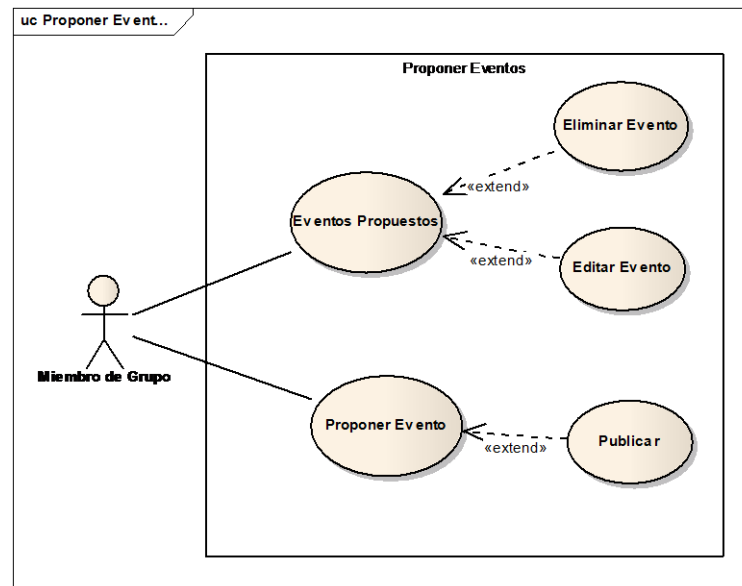 uc Proponer Event...
Proponer Eventos
Eliminar Evento
«extend»
Eventos Propuestos
«extend»
Editar Evento
Miembro de Grupo
Proponer Evento
«extend»
Publicar